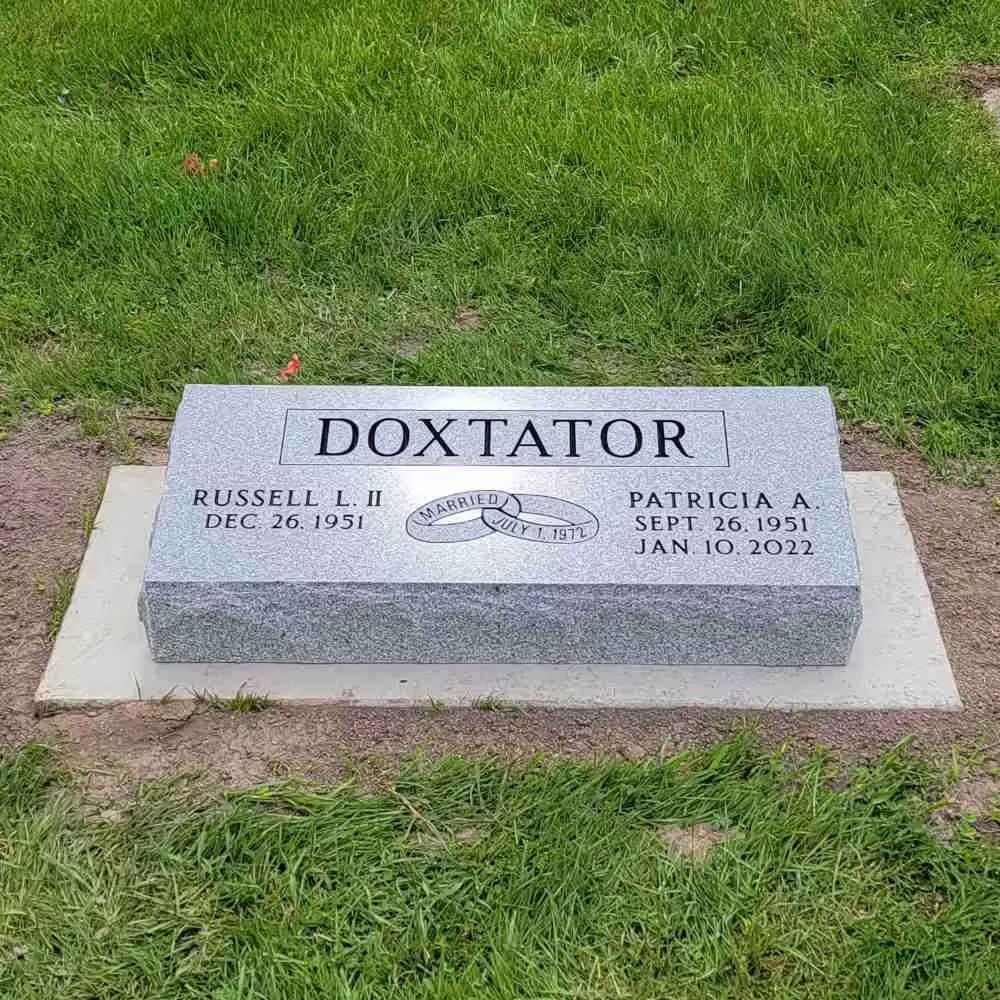 DOXTATOR
RUSSELL L. II
DEC. 26, 1951
MARRIED
JULY 1, 1972
PATRICIA A.
SEPT. 26, 1951
JAN. 10, 2022